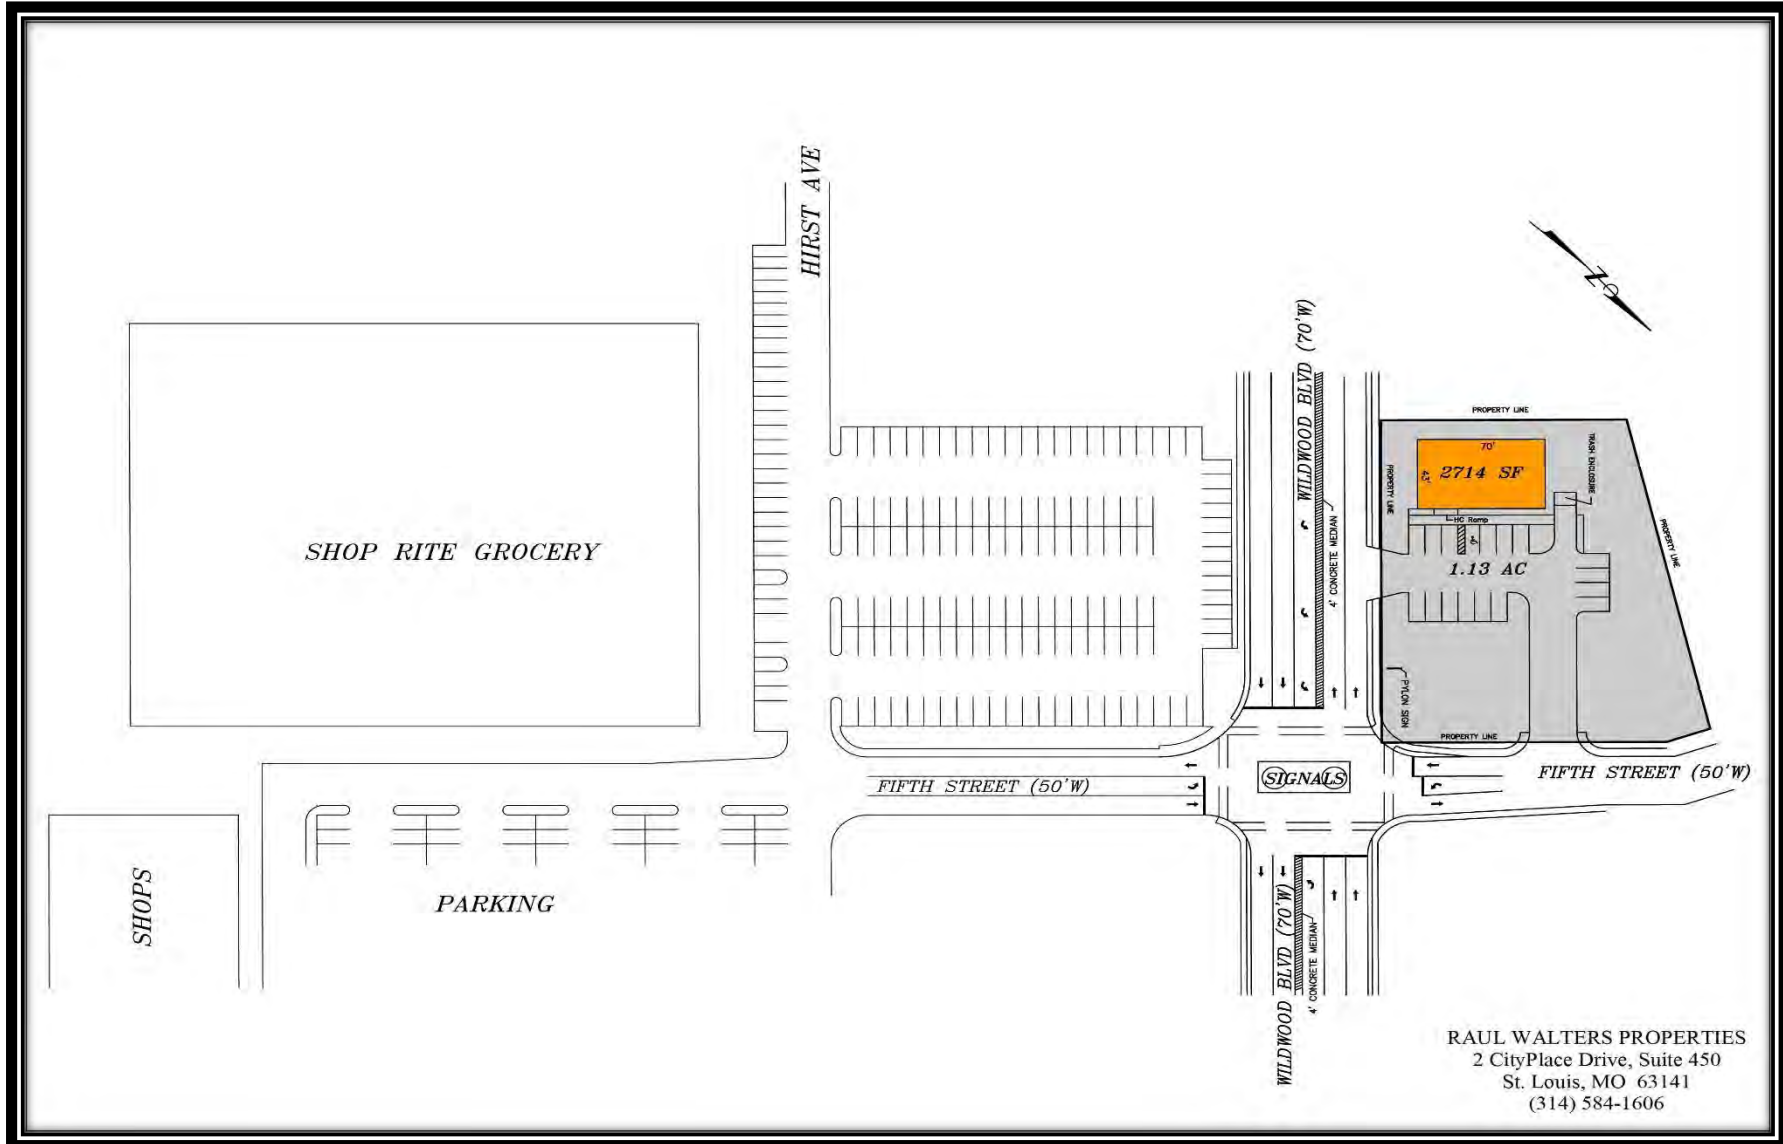 HIRST AVE
N
WILDWOOD BLVD (70'W)
PROPERTY LINE
70'
2714 SF
43'
TRASH ENCLOSURE
PROPERTY LINE
HC Ramp
4' CONCRETE MEDIAN
PROPERTY LINE
SHOP RITE GROCERY
1.13 AC
PYLON SIGN
PROPERTY LINE
FIFTH STREET (50'W)
SIGNALS
FIFTH STREET (50'W)
SHOPS
PARKING
WILDWOOD BLVD (70'W)
4' CONCRETE MEDIAN
RAUL WALTERS PROPERTIES
2 CityPlace Drive, Suite 450
St. Louis, MO 63141
(314) 584-1606